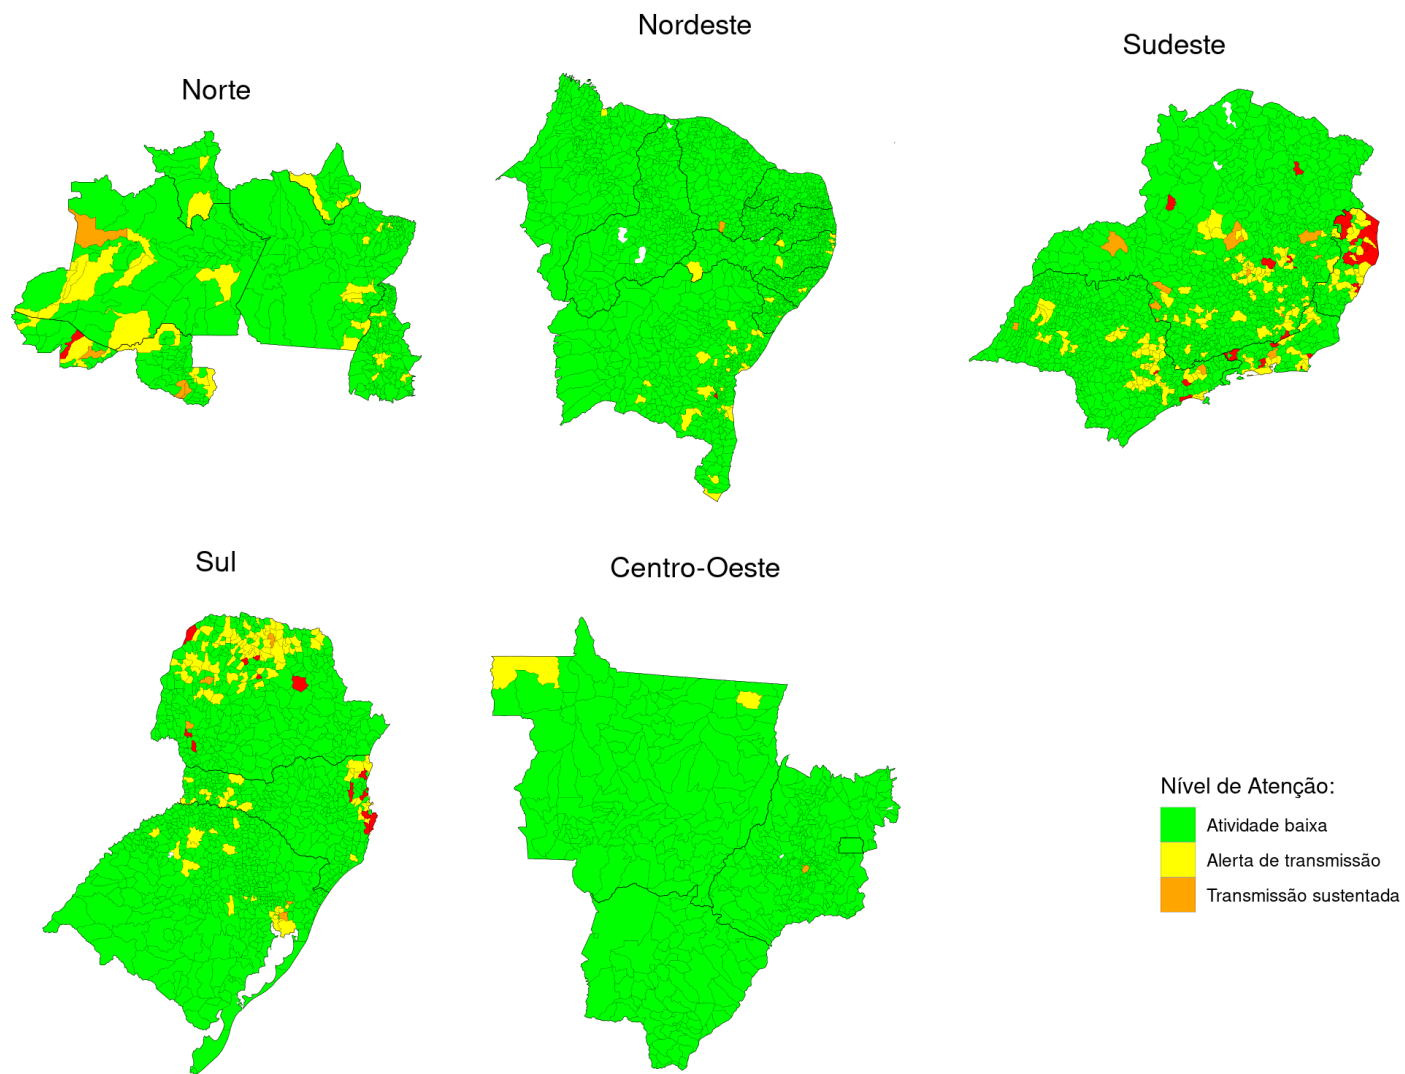 Norte
Nordeste
Sudeste
Sul
Centro-Oeste
Nível de Atenção:
Atividade baixa
Alerta de transmissão
Transmissão sustentada